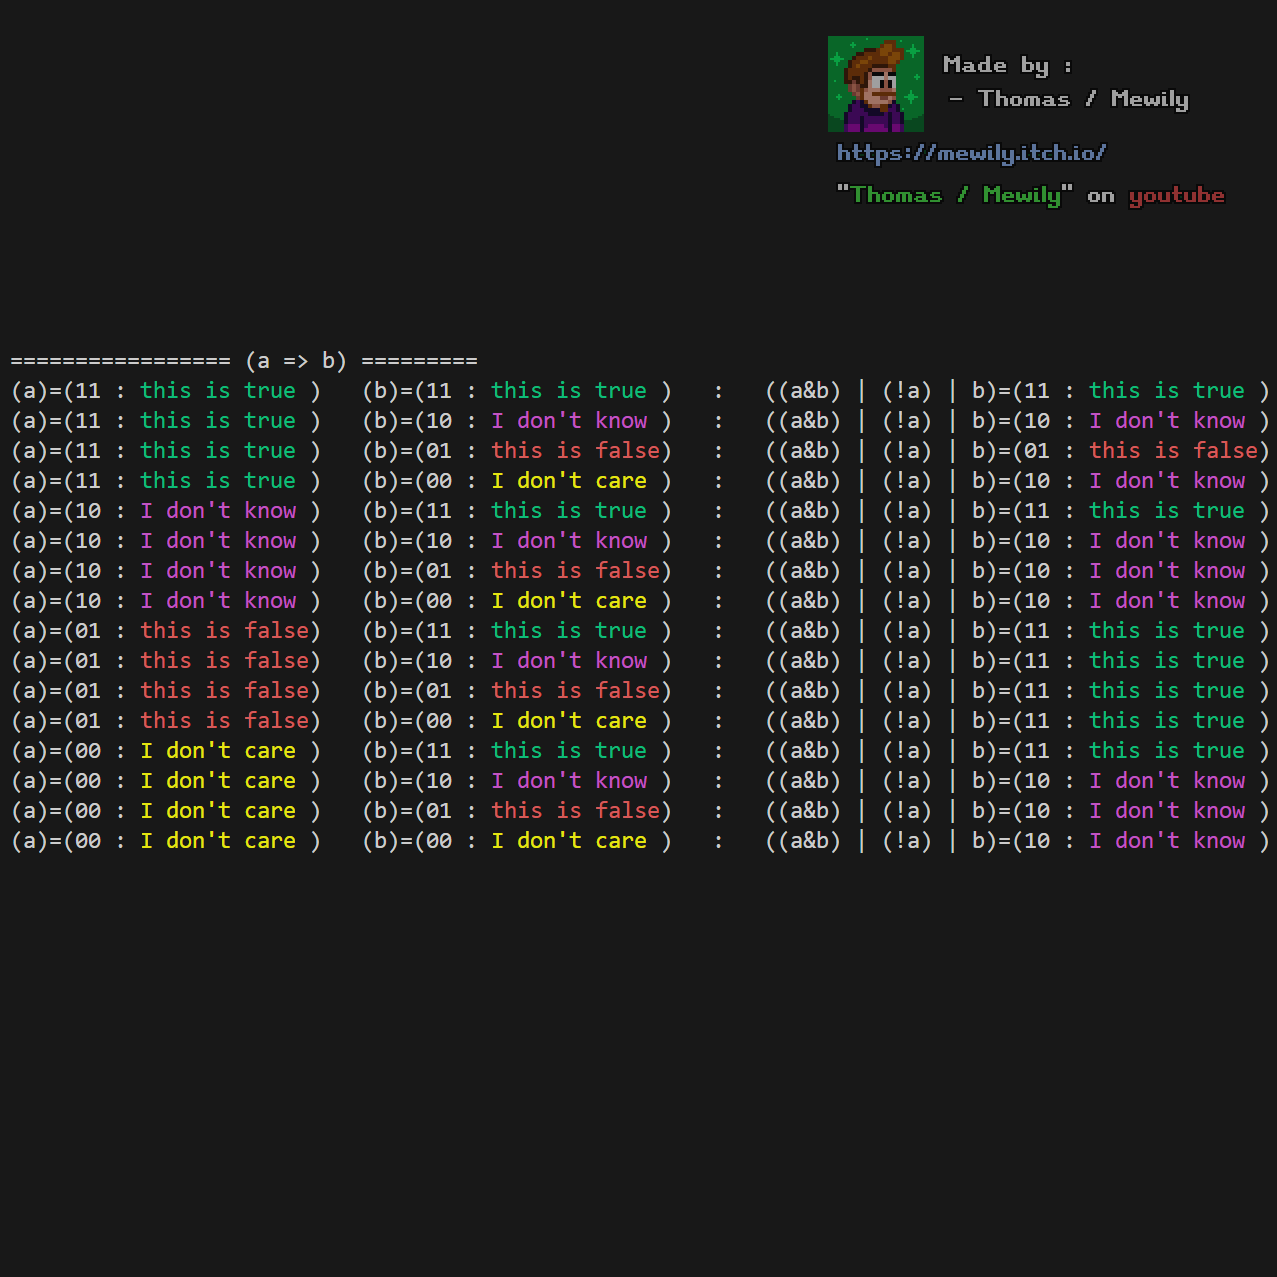 Made by :
- Thomas / Mewily
https://mewily.itch.io/
"Thomas / Mewily" on youtube
================= (a => b) =========
(a)=(11 : this is true )   (b)=(11 : this is true )   :   ((a&b) | (!a) | b)=(11 : this is true )
(a)=(11 : this is true )   (b)=(10 : I don't know )   :   ((a&b) | (!a) | b)=(10 : I don't know )
(a)=(11 : this is true )   (b)=(01 : this is false)   :   ((a&b) | (!a) | b)=(01 : this is false)
(a)=(11 : this is true )   (b)=(00 : I don't care )   :   ((a&b) | (!a) | b)=(10 : I don't know )
(a)=(10 : I don't know )   (b)=(11 : this is true )   :   ((a&b) | (!a) | b)=(11 : this is true )
(a)=(10 : I don't know )   (b)=(10 : I don't know )   :   ((a&b) | (!a) | b)=(10 : I don't know )
(a)=(10 : I don't know )   (b)=(01 : this is false)   :   ((a&b) | (!a) | b)=(10 : I don't know )
(a)=(10 : I don't know )   (b)=(00 : I don't care )   :   ((a&b) | (!a) | b)=(10 : I don't know )
(a)=(01 : this is false)   (b)=(11 : this is true )   :   ((a&b) | (!a) | b)=(11 : this is true )
(a)=(01 : this is false)   (b)=(10 : I don't know )   :   ((a&b) | (!a) | b)=(11 : this is true )
(a)=(01 : this is false)   (b)=(01 : this is false)   :   ((a&b) | (!a) | b)=(11 : this is true )
(a)=(01 : this is false)   (b)=(00 : I don't care )   :   ((a&b) | (!a) | b)=(11 : this is true )
(a)=(00 : I don't care )   (b)=(11 : this is true )   :   ((a&b) | (!a) | b)=(11 : this is true )
(a)=(00 : I don't care )   (b)=(10 : I don't know )   :   ((a&b) | (!a) | b)=(10 : I don't know )
(a)=(00 : I don't care )   (b)=(01 : this is false)   :   ((a&b) | (!a) | b)=(10 : I don't know )
(a)=(00 : I don't care )   (b)=(00 : I don't care )   :   ((a&b) | (!a) | b)=(10 : I don't know )